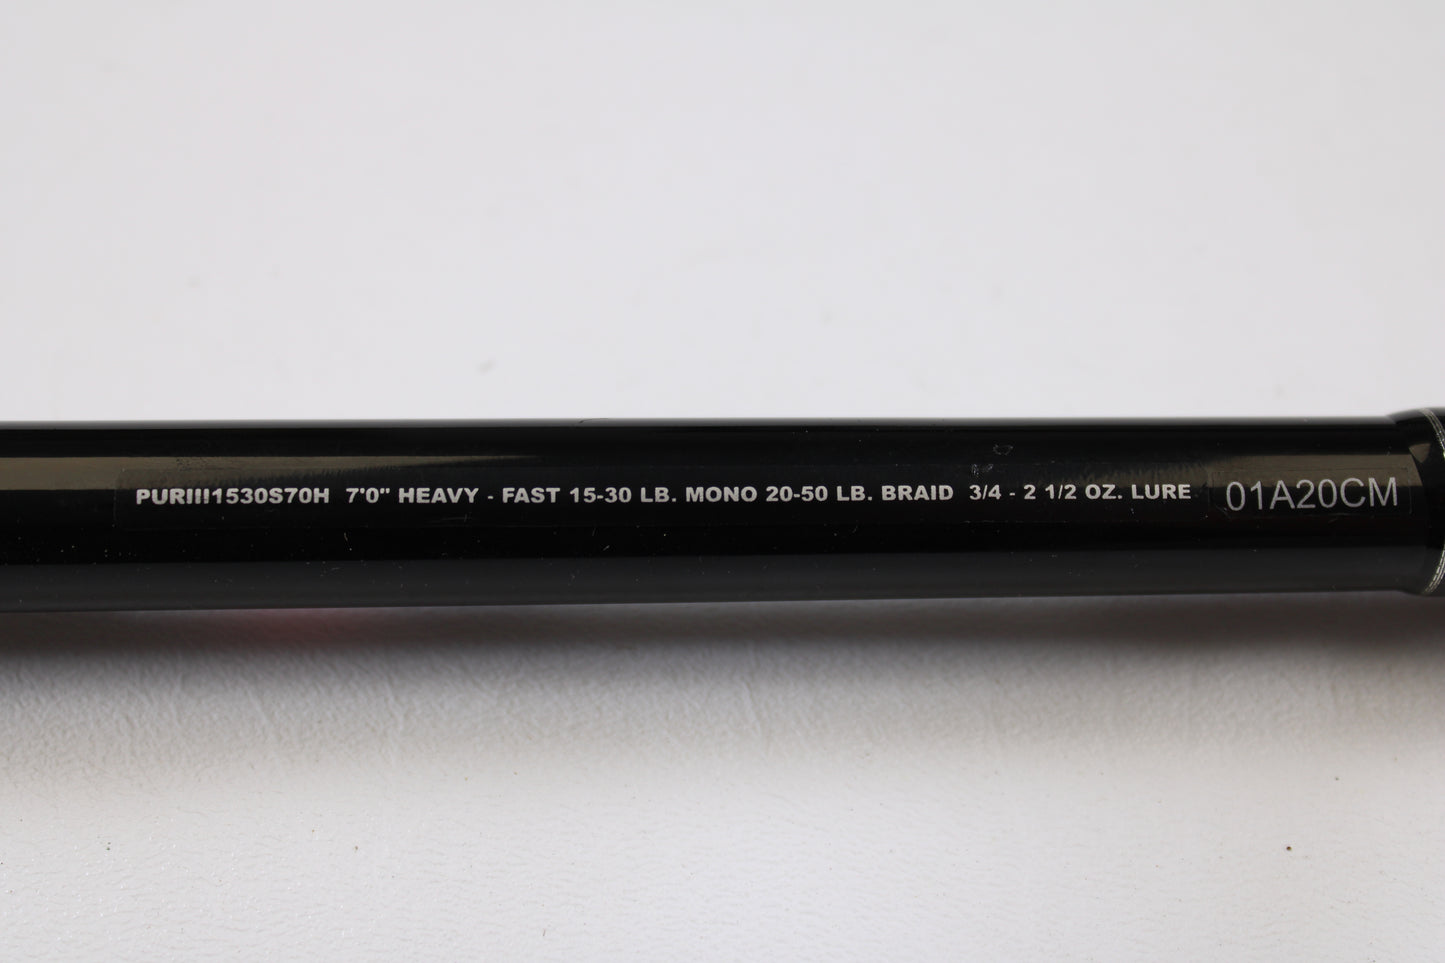 PURIII1530S70H 7'0" HEAVY - FAST 15-30 LB. MONO 20-50 LB. BRAID 3/4 - 2 1/2 OZ. LURE 01A20CM